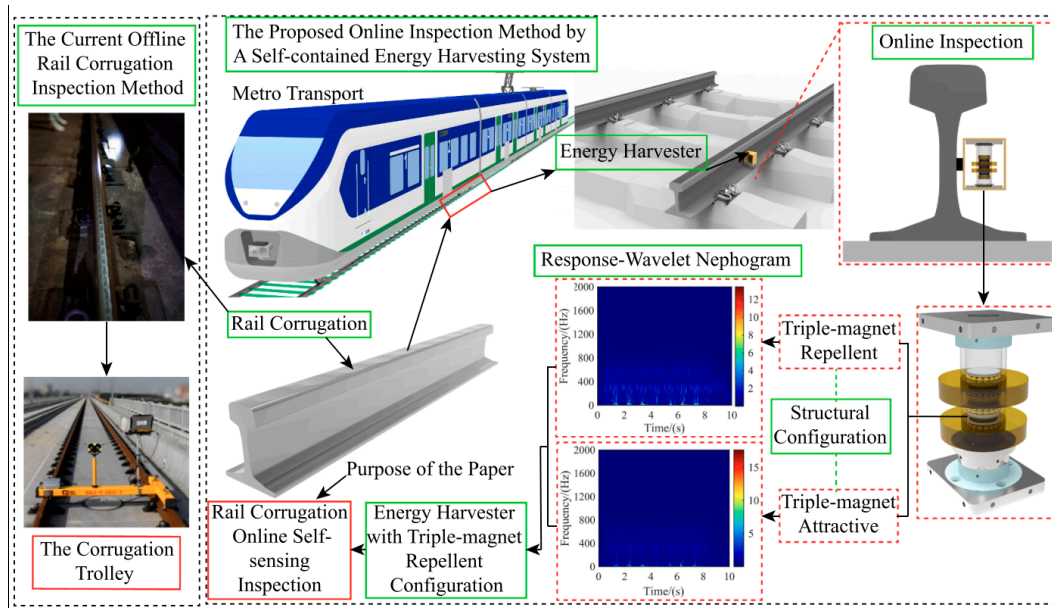 The Current Offline
Rail Corrugation
Inspection Method
The Corrugation
Trolley
The Proposed Online Inspection Method by
A Self-contained Energy Harvesting System
Metro Transport
Energy Harvester
Online Inspection
Rail Corrugation
Response-Wavelet Nephogram
Frequency/(Hz)
2000
1600
1200
800
400
0
0
2
4
6
8
10
Time/(s)
12
10
8
6
4
2
Frequency/(Hz)
2000
1600
1200
800
400
0
0
2
4
6
8
10
Time/(s)
15
10
5
Triple-magnet
Repellent
Structural
Configuration
Triple-magnet
Attractive
Purpose of the Paper
Rail Corrugation
Online Self-
sensing
Inspection
Energy Harvester
with Triple-magnet
Repellent
Configuration